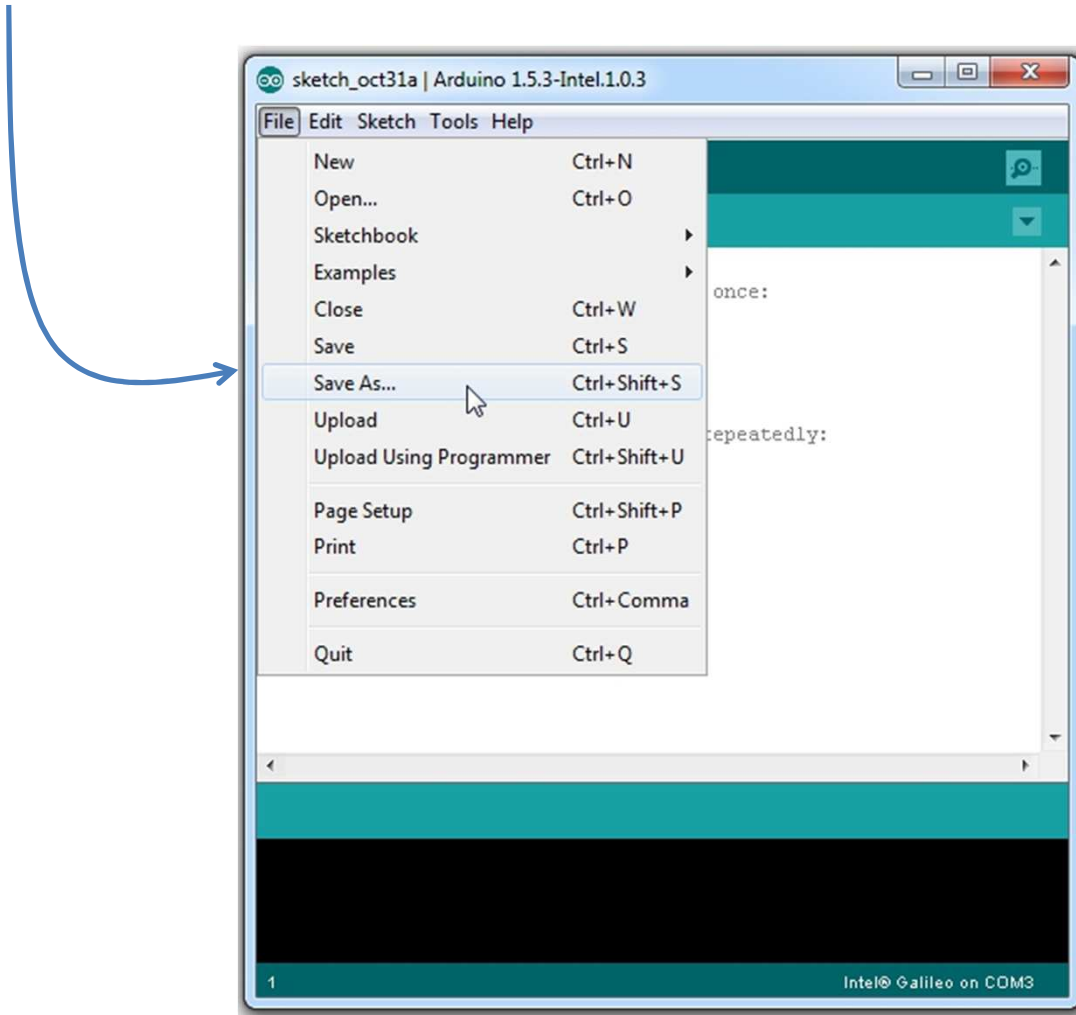 sketch_oct31a | Arduino 1.5.3-Intel.1.0.3
File Edit Sketch Tools Help
New Ctrl+N
Open... Ctrl+O
Sketchbook
Examples
once:
Close Ctrl+W
Save Ctrl+S
Save As... Ctrl+Shift+S
Upload Ctrl+U
repeatedly:
Upload Using Programmer Ctrl+Shift+U
Page Setup Ctrl+Shift+P
Print Ctrl+P
Preferences Ctrl+Comma
Quit Ctrl+Q
1 Intel® Galileo on COM3